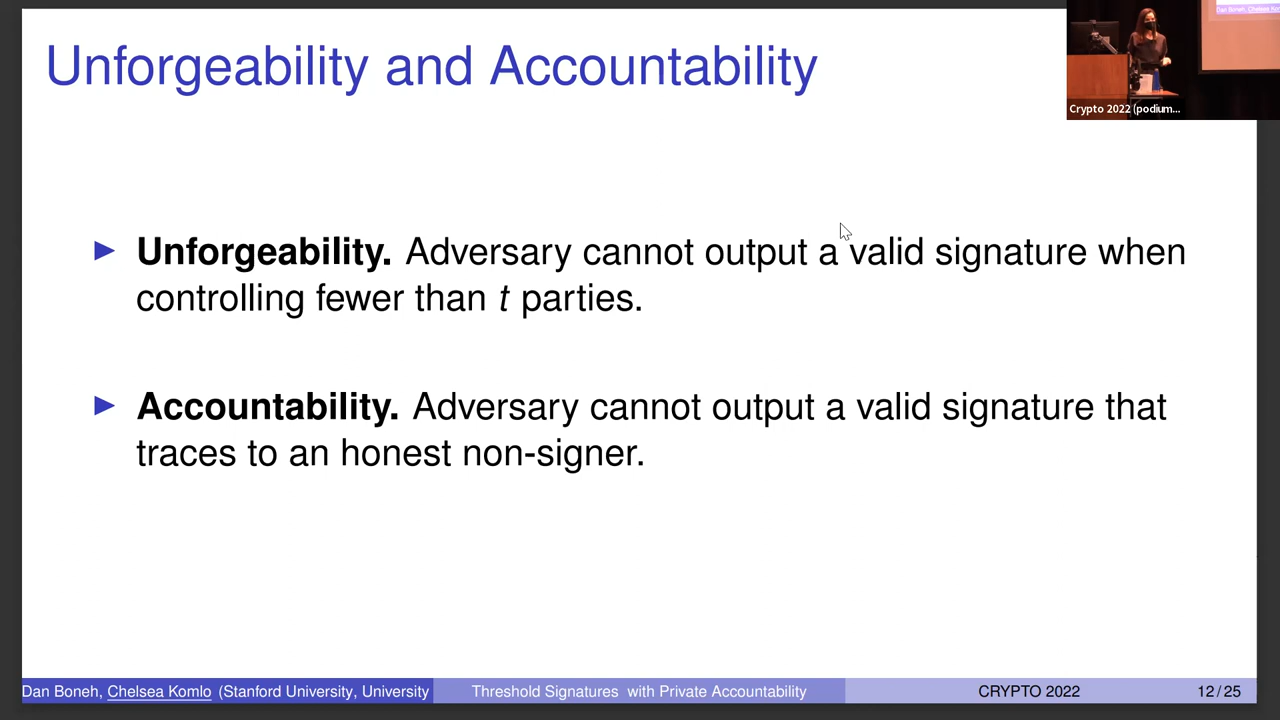 Unforgeability and Accountability
Crypto 2022 (podium...
Unforgeability. Adversary cannot output a valid signature when
controlling fewer than t parties.
Accountability. Adversary cannot output a valid signature that
traces to an honest non-signer.
Dan Boneh, Chelsea Komlo (Stanford University, University
Threshold Signatures with Private Accountability
CRYPTO 2022
12 / 25